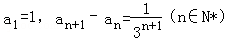 a₁=1, aₙ₊₁-aₙ=1/3ⁿ⁺¹ (n∈N*)